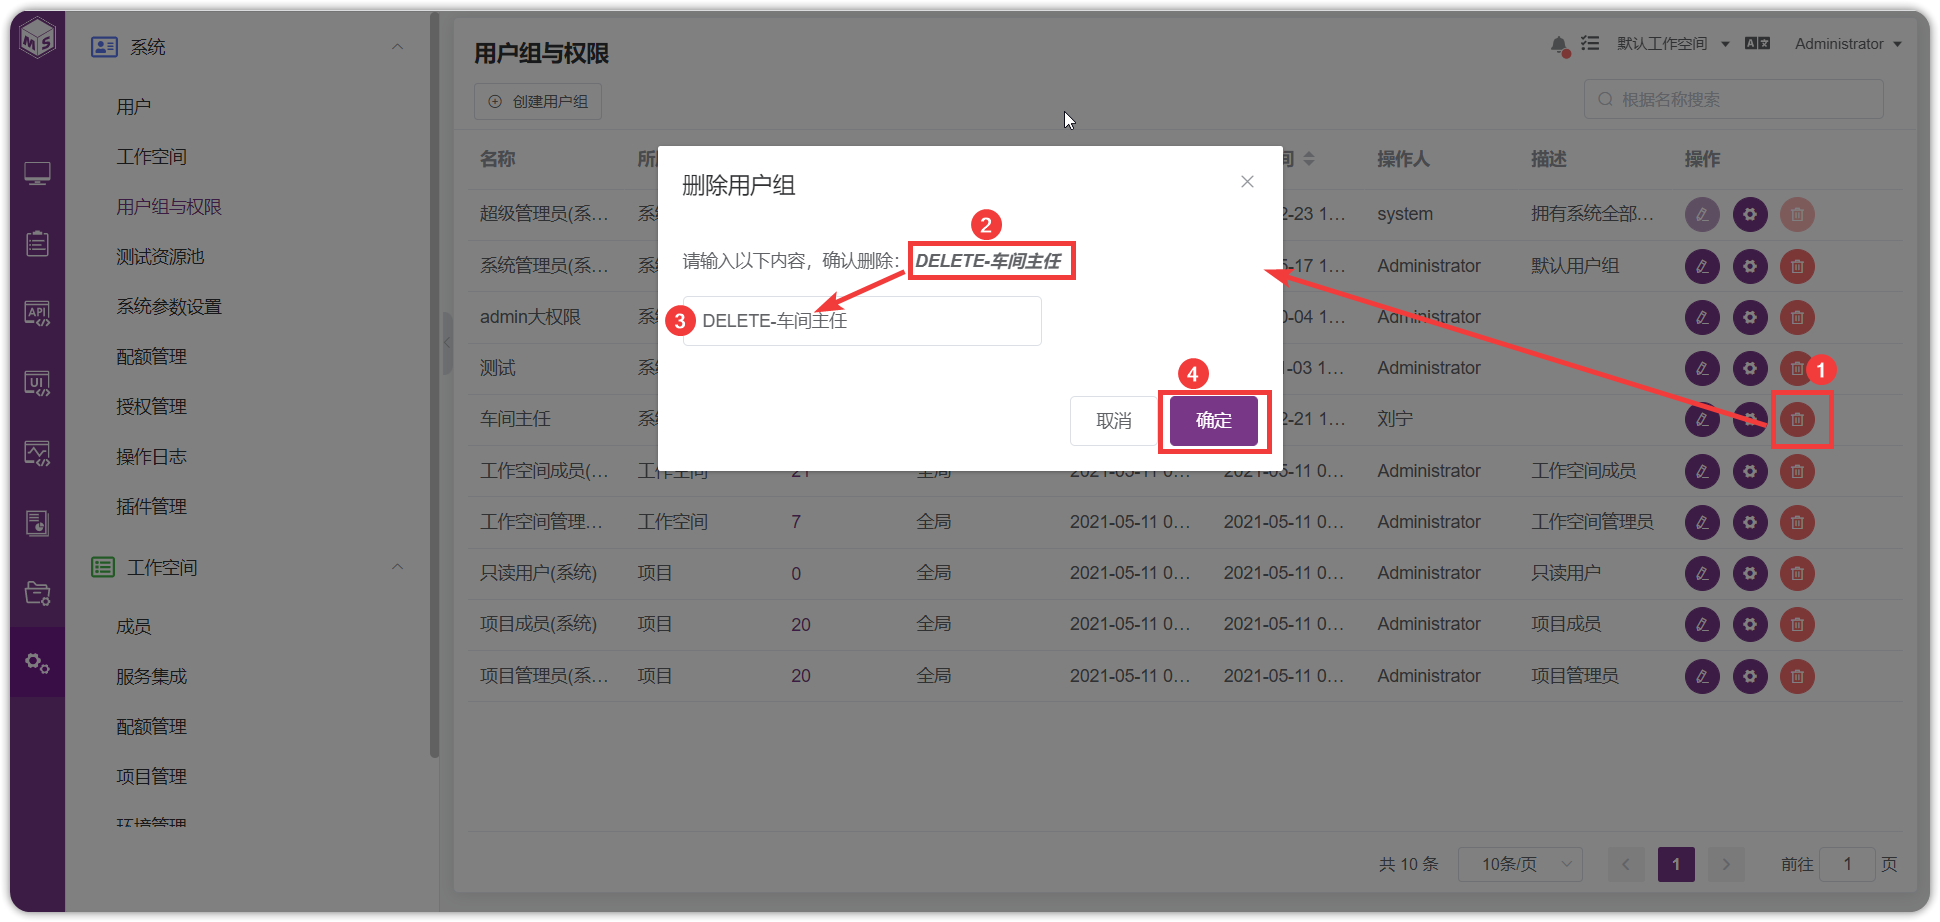 MS
系统
用户
工作空间
用户组与权限
测试资源池
系统参数设置
配额管理
授权管理
操作日志
插件管理
工作空间
成员
服务集成
配额管理
项目管理
环境管理
API
UI
用户组与权限
默认工作空间
Administrator
创建用户组
根据名称搜索
名称 操作人 描述 操作
超级管理员(系... 2-23 1... system 拥有系统全部...
系统管理员(系... 5-17 1... Administrator 默认用户组
admin大权限 0-04 1... Administrator
测试 1-03 1... Administrator
车间主任 2-21 1... 刘宁
工作空间成员(... 工作空间 21 全局 2021-05-11 0... 2021-05-11 0... Administrator 工作空间成员
工作空间管理... 工作空间 7 全局 2021-05-11 0... 2021-05-11 0... Administrator 工作空间管理员
只读用户(系统) 项目 0 全局 2021-05-11 0... 2021-05-11 0... Administrator 只读用户
项目成员(系统) 项目 20 全局 2021-05-11 0... 2021-05-11 0... Administrator 项目成员
项目管理员(系... 项目 20 全局 2021-05-11 0... 2021-05-11 0... Administrator 项目管理员
删除用户组
2
请输入以下内容，确认删除: DELETE-车间主任
3 DELETE-车间主任
4
1
取消 确定
共 10 条 10条/页 1 前往 1 页